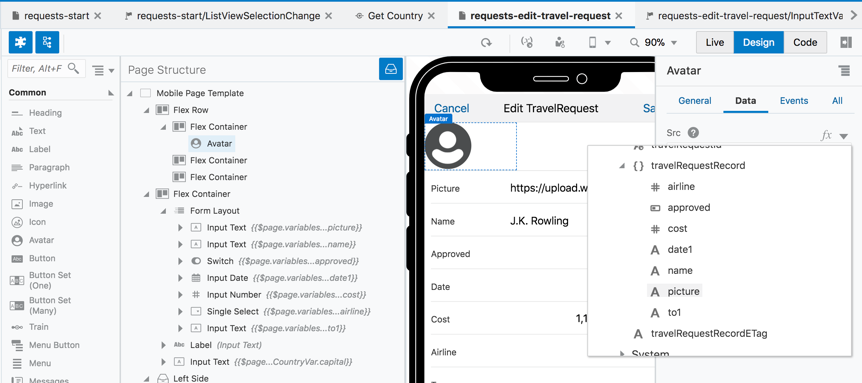 requests-start
requests-start/ListViewSelectionChange
Get Country
requests-edit-travel-request
requests-edit-travel-request/InputTextVa
90%
Live
Design
Code
Filter, Alt+F
Page Structure
Avatar
Common
Heading
Text
Label
Paragraph
Hyperlink
Image
Icon
Avatar
Button
Button Set
(One)
Button Set
(Many)
Train
Menu Button
Menu
Messages
Mobile Page Template
Flex Row
Flex Container
Avatar
Flex Container
Flex Container
Flex Container
Form Layout
Input Text {{$page.variables...picture}}
Input Text {{$page.variables...name}}
Switch {{$page.variables...approved}}
Input Date {{$page.variables...date1}}
Input Number {{$page.variables...cost}}
Single Select {{$page.variables...airline}}
Input Text {{$page.variables...to1}}
Label (Input Text)
Input Text {{$page...CountryVar.capital}}
Left Side
Cancel
Edit TravelRequest
Sa
Avatar
Picture
https://upload.w
Name
J.K. Rowling
Approved
Date
Cost
1,1
Airline
General
Data
Events
All
Src
fx
travelRequestId
travelRequestRecord
airline
approved
cost
date1
name
picture
to1
travelRequestRecordETag
System